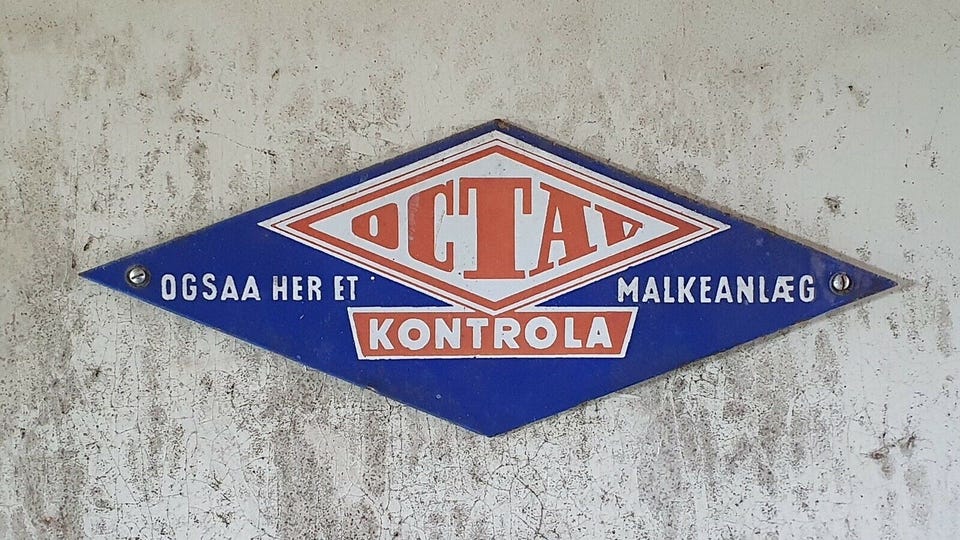 OCTAV
OGSAA HER ET MALKEANLÆG
KONTROLA